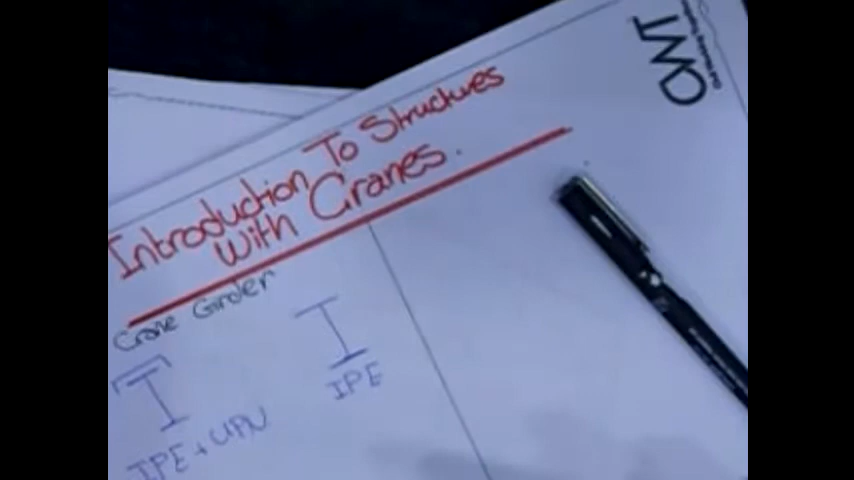 Introduction To Structures
With Cranes.
Crane Girder
IPE + UPN
IPE
CWT